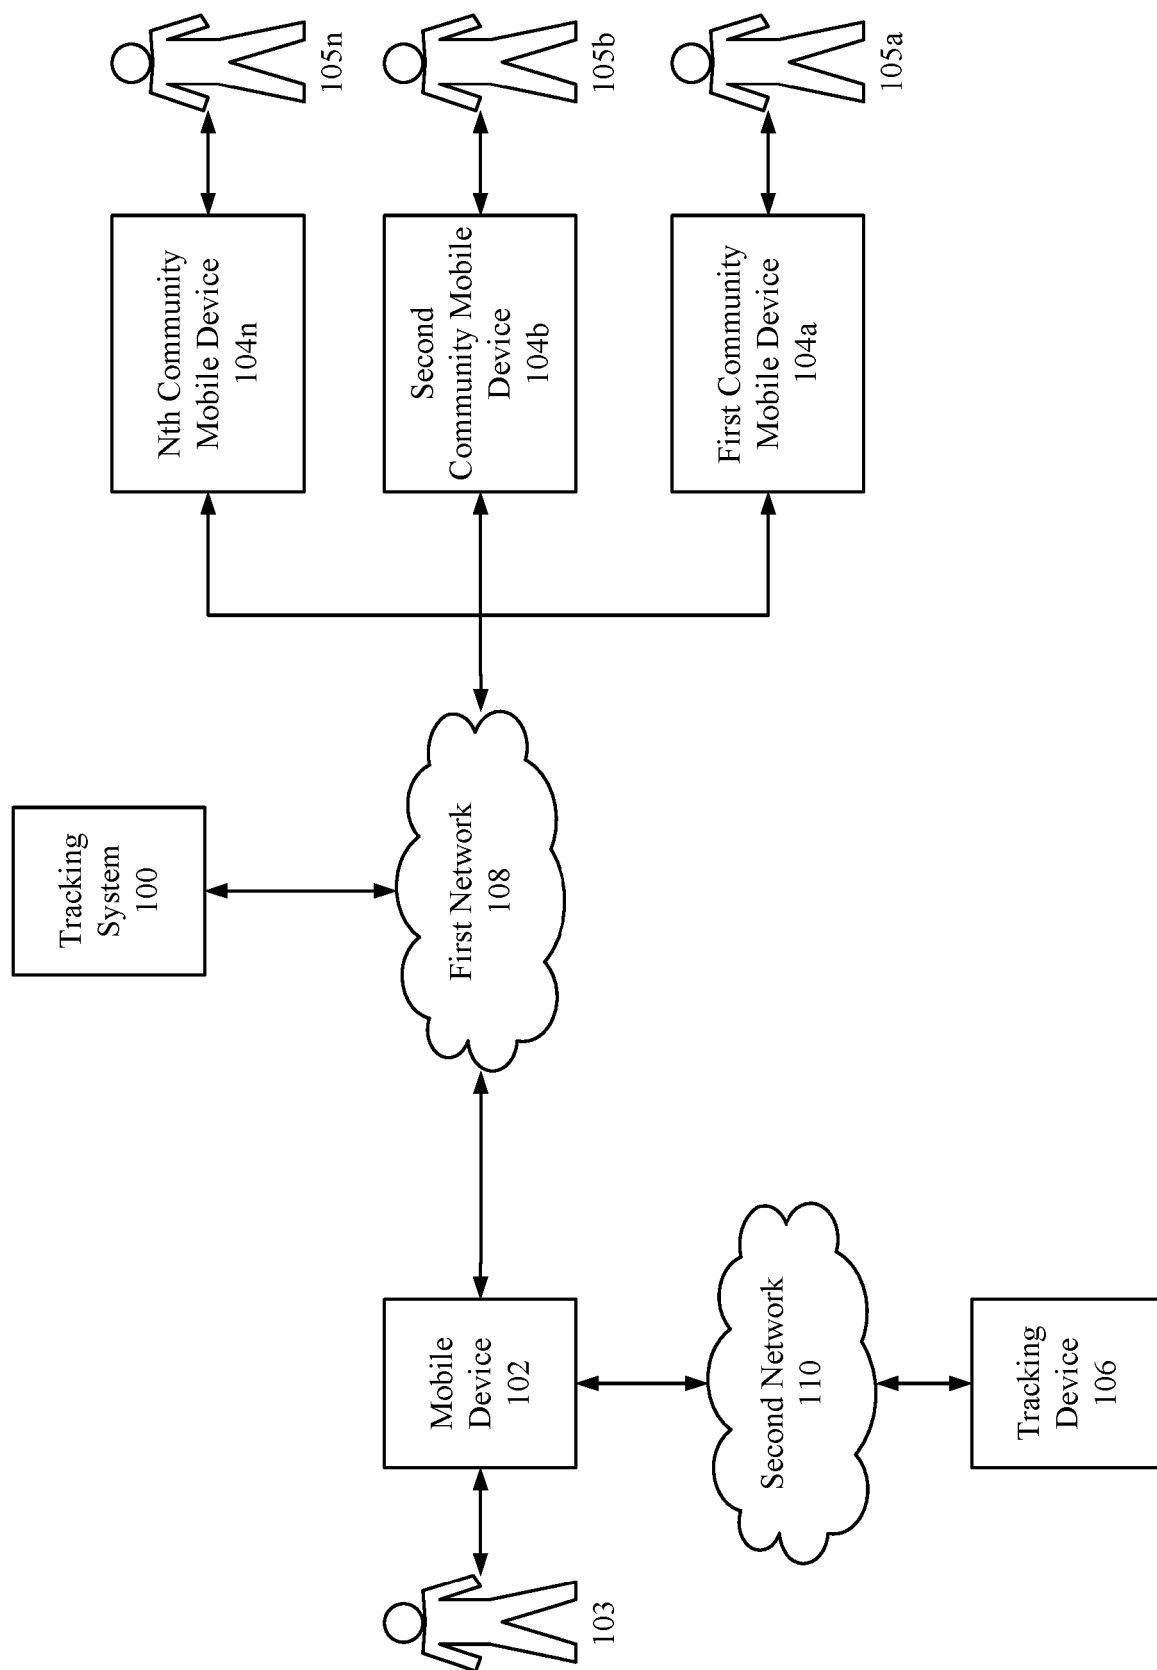 Tracking
System
100
103
Mobile
Device
102
First Network
108
Nth Community
Mobile Device
104n
105n
Second
Community Mobile
Device
104b
105b
First Community
Mobile Device
104a
105a
Second Network
110
Tracking
Device
106